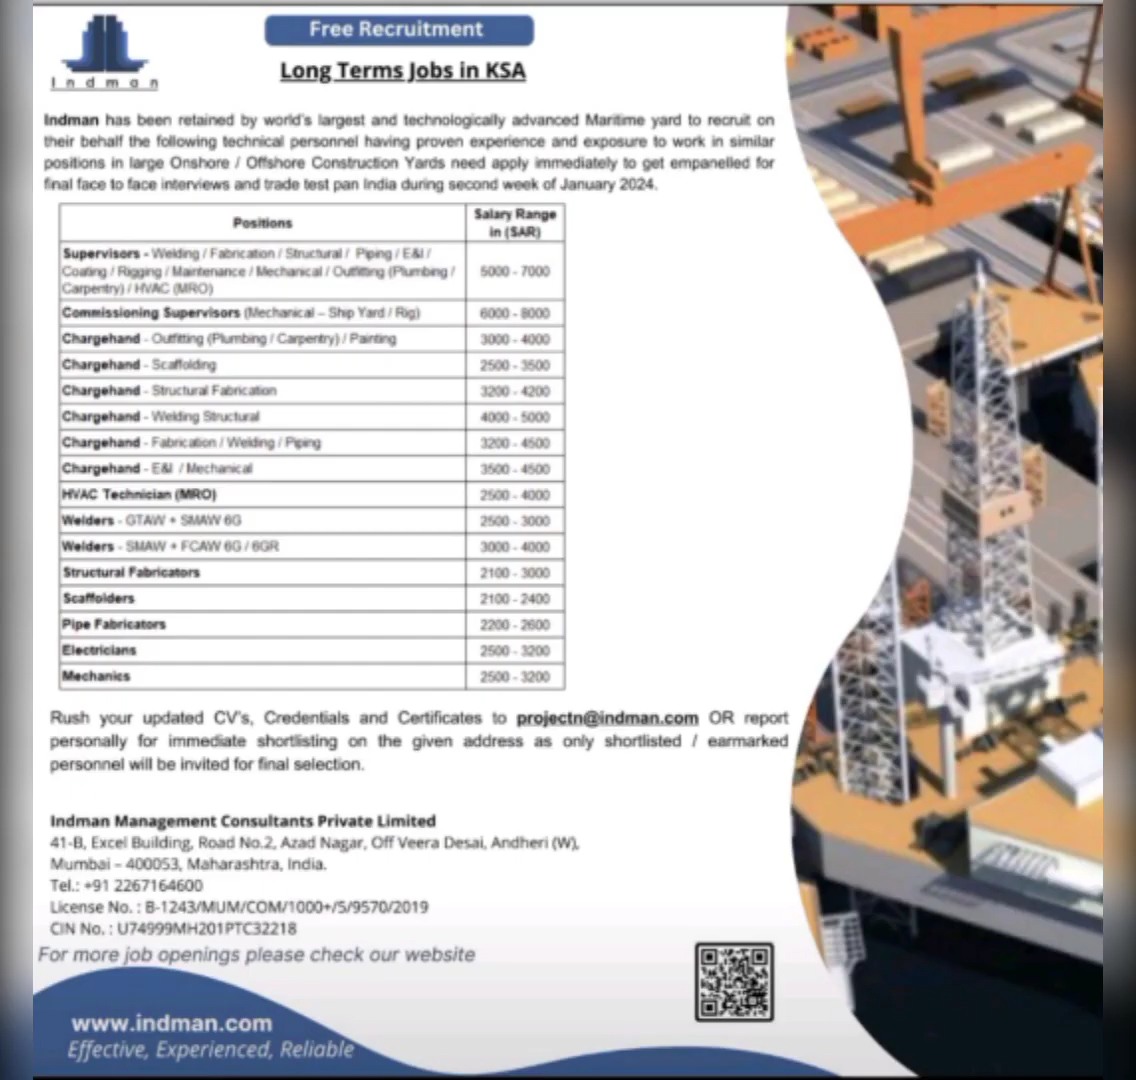 Indman
Free Recruitment
Long Terms Jobs in KSA
Indman has been retained by world's largest and technologically advanced Maritime yard to recruit on
their behalf the following technical personnel having proven experience and exposure to work in similar
positions in large Onshore / Offshore Construction Yards need apply immediately to get empanelled for
final face to face interviews and trade test pan India during second week of January 2024.
Positions
Salary Range
in (SAR)
Supervisors - Welding / Fabrication / Structural / Piping / E&I /
Coating / Rigging / Maintenance / Mechanical / Outfitting (Plumbing /
Carpentry) / HVAC (MRO)
5000 - 7000
Commissioning Supervisors (Mechanical – Ship Yard / Rig) 6000 - 8000
Chargehand - Outfitting (Plumbing / Carpentry) / Painting 3000 - 4000
Chargehand - Scaffolding 2500 - 3500
Chargehand - Structural Fabrication 3200 - 4200
Chargehand - Welding Structural 4000 - 5000
Chargehand - Fabrication / Welding / Piping 3200 - 4500
Chargehand - E&I / Mechanical 3500 - 4500
HVAC Technician (MRO) 2500 - 4000
Welders - GTAW + SMAW 6G 2500 - 3000
Welders - SMAW + FCAW 6G / 6GR 3000 - 4000
Structural Fabricators 2100 - 3000
Scaffolders 2100 - 2400
Pipe Fabricators 2200 - 2600
Electricians 2500 - 3200
Mechanics 2500 - 3200
Rush your updated CV's, Credentials and Certificates to projectn@indman.com OR report
personally for immediate shortlisting on the given address as only shortlisted / earmarked
personnel will be invited for final selection.
Indman Management Consultants Private Limited
41-B, Excel Building, Road No.2, Azad Nagar, Off Veera Desai, Andheri (W),
Mumbai – 400053, Maharashtra, India.
Tel.: +91 2267164600
License No. : B-1243/MUM/COM/1000+/5/9570/2019
CIN No. : U74999MH201PTC32218
For more job openings please check our website
www.indman.com
Effective, Experienced, Reliable